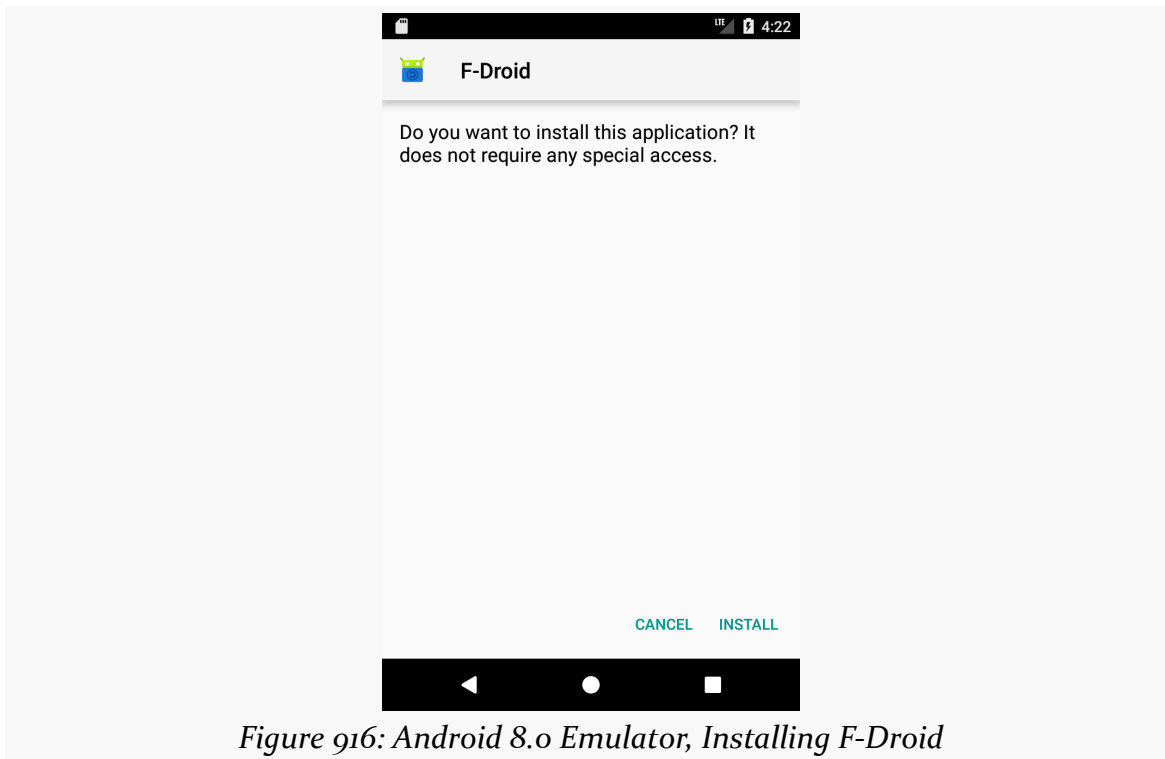 LTE 4:22
F-Droid
Do you want to install this application? It
does not require any special access.
CANCEL INSTALL
Figure 916: Android 8.0 Emulator, Installing F-Droid